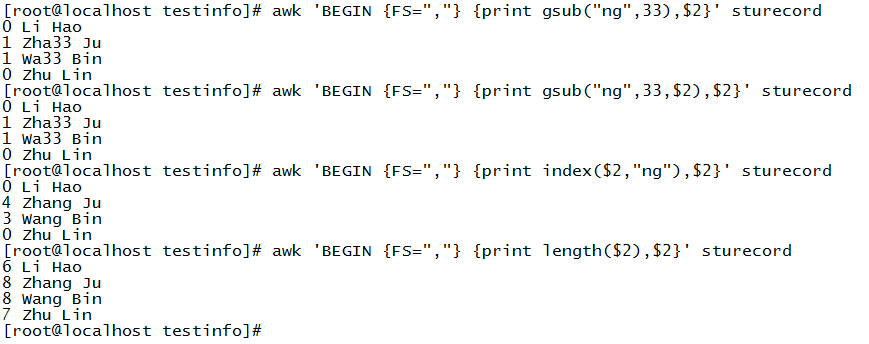 [root@localhost testinfo]# awk 'BEGIN {FS=","} {print gsub("ng",33),$2}' sturecord
0 Li Hao
1 Zha33 Ju
1 Wa33 Bin
0 Zhu Lin
[root@localhost testinfo]# awk 'BEGIN {FS=","} {print gsub("ng",33,$2),$2}' sturecord
0 Li Hao
1 Zha33 Ju
1 Wa33 Bin
0 Zhu Lin
[root@localhost testinfo]# awk 'BEGIN {FS=","} {print index($2,"ng"),$2}' sturecord
0 Li Hao
4 Zhang Ju
3 Wang Bin
0 Zhu Lin
[root@localhost testinfo]# awk 'BEGIN {FS=","} {print length($2),$2}' sturecord
6 Li Hao
8 Zhang Ju
8 Wang Bin
7 Zhu Lin
[root@localhost testinfo]#